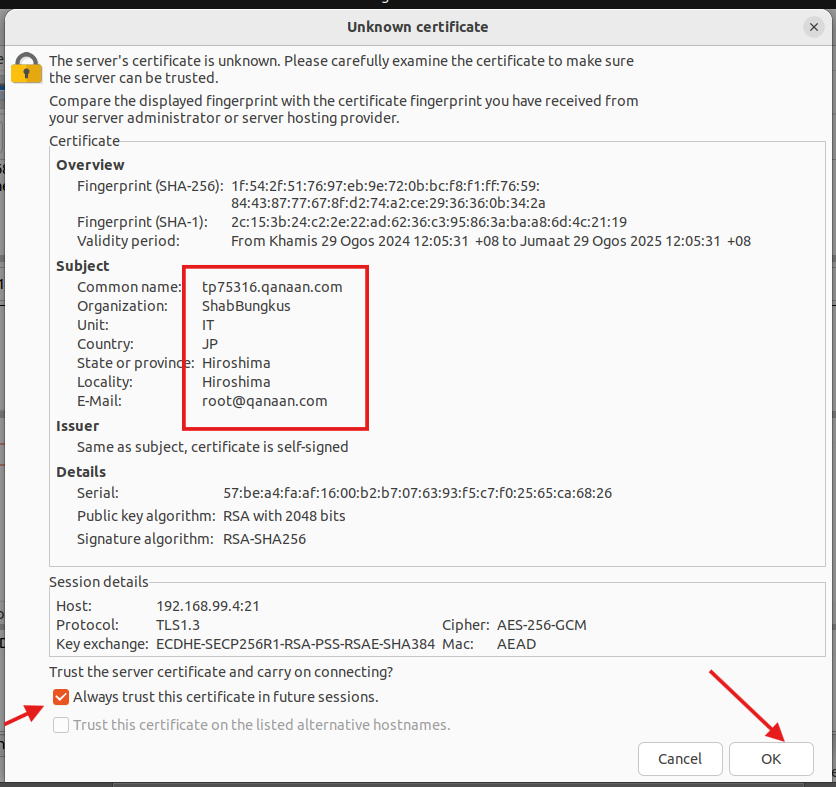 Unknown certificate
The server's certificate is unknown. Please carefully examine the certificate to make sure
the server can be trusted.
Compare the displayed fingerprint with the certificate fingerprint you have received from
your server administrator or server hosting provider.
Certificate
Overview
Fingerprint (SHA-256): 1f:54:2f:51:76:97:eb:9e:72:0b:bc:f8:f1:ff:76:59:
84:43:87:77:67:8f:d2:74:a2:ce:29:36:36:0b:34:2a
Fingerprint (SHA-1): 2c:15:3b:24:c2:2e:22:ad:62:36:c3:95:86:3a:ba:a8:6d:4c:21:19
Validity period: From Khamis 29 Ogos 2024 12:05:31 +08 to Jumaat 29 Ogos 2025 12:05:31 +08
Subject
Common name: tp75316.qanaan.com
Organization: ShabBungkus
Unit: IT
Country: JP
State or province: Hiroshima
Locality: Hiroshima
E-Mail: root@qanaan.com
Issuer
Same as subject, certificate is self-signed
Details
Serial: 57:be:a4:fa:af:16:00:b2:b7:07:63:93:f5:c7:f0:25:65:ca:68:26
Public key algorithm: RSA with 2048 bits
Signature algorithm: RSA-SHA256
Session details
Host: 192.168.99.4:21
Protocol: TLS1.3 Cipher: AES-256-GCM
Key exchange: ECDHE-SECP256R1-RSA-PSS-RSAE-SHA384 Mac: AEAD
Trust the server certificate and carry on connecting?
Always trust this certificate in future sessions.
Trust this certificate on the listed alternative hostnames.
Cancel OK